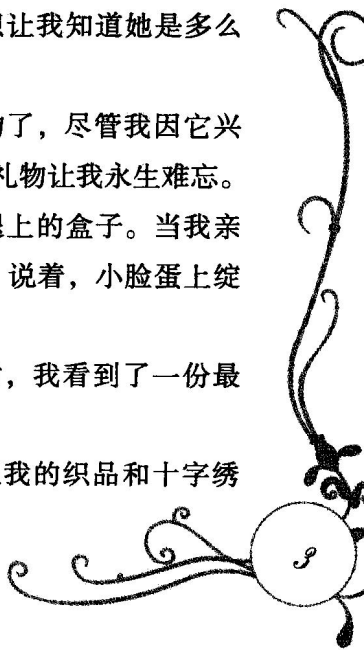 让我知道她是多么
了，尽管我因它兴
礼物让我永生难忘。
上的盒子。当我亲
说着，小脸蛋上绽
，我看到了一份最
我的织品和十字绣
3